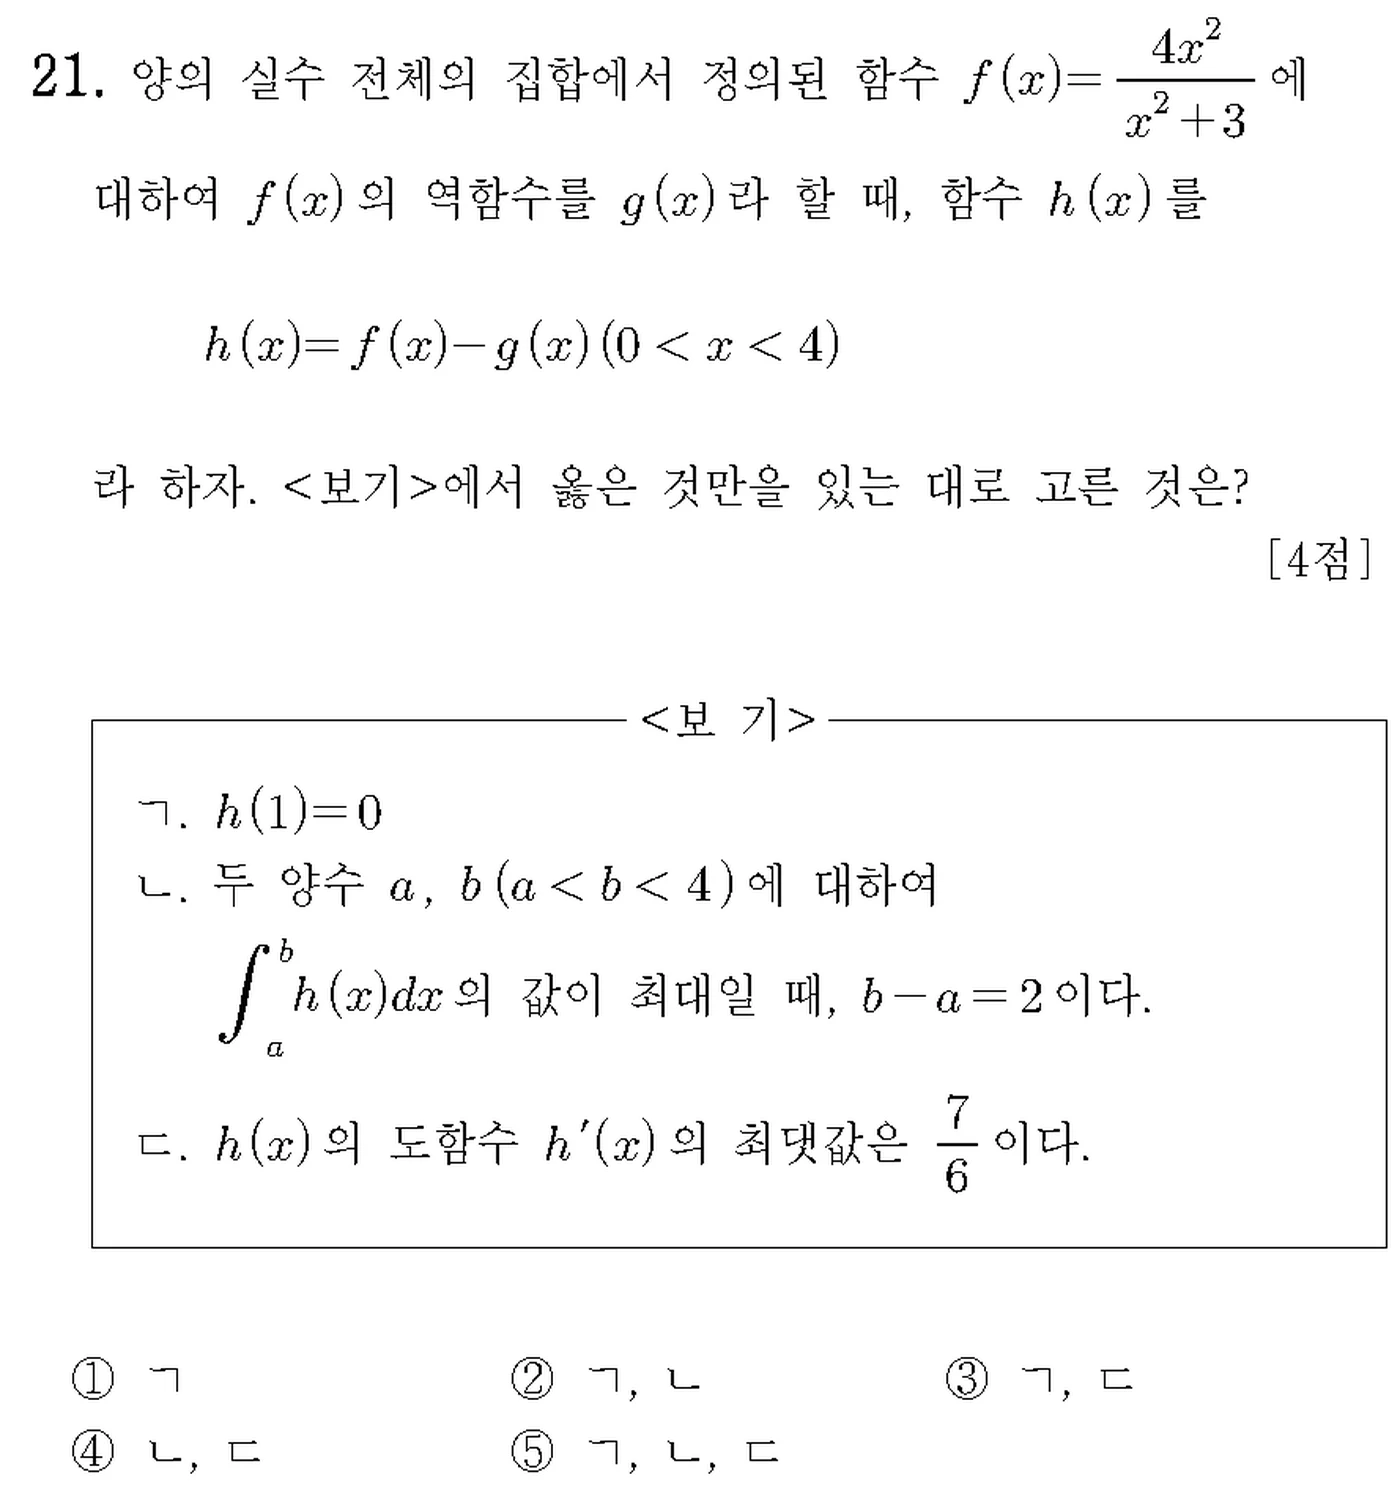 21. 양의 실수 전체의 집합에서 정의된 함수 f(x)=4x²/(x²+3) 에
대하여 f(x)의 역함수를 g(x)라 할 때, 함수 h(x)를
h(x)=f(x)-g(x)(0<x<4)
라 하자. <보기>에서 옳은 것만을 있는 대로 고른 것은?
[4점]
<보 기>
ㄱ. h(1)=0
ㄴ. 두 양수 a, b(a<b<4)에 대하여
∫_a^b h(x)dx의 값이 최대일 때, b-a=2이다.
ㄷ. h(x)의 도함수 h′(x)의 최댓값은 7/6 이다.
① ㄱ ② ㄱ, ㄴ ③ ㄱ, ㄷ
④ ㄴ, ㄷ ⑤ ㄱ, ㄴ, ㄷ